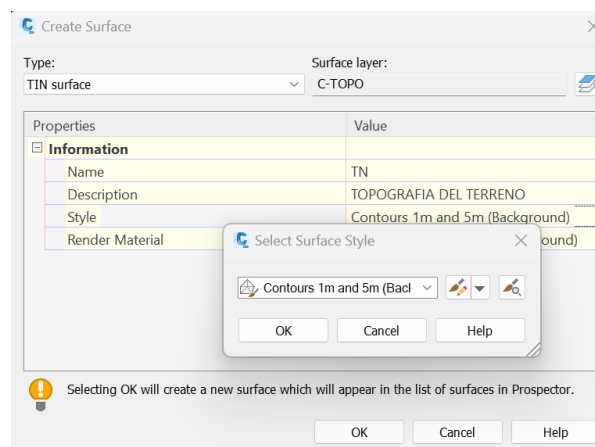 Create Surface
Type: Surface layer:
TIN surface C-TOPO
Properties Value
Information
Name TN
Description TOPOGRAFIA DEL TERRENO
Style Contours 1m and 5m (Background)
Render Material ound)
Select Surface Style
Contours 1m and 5m (Bacl
OK Cancel Help
Selecting OK will create a new surface which will appear in the list of surfaces in Prospector.
OK Cancel Help